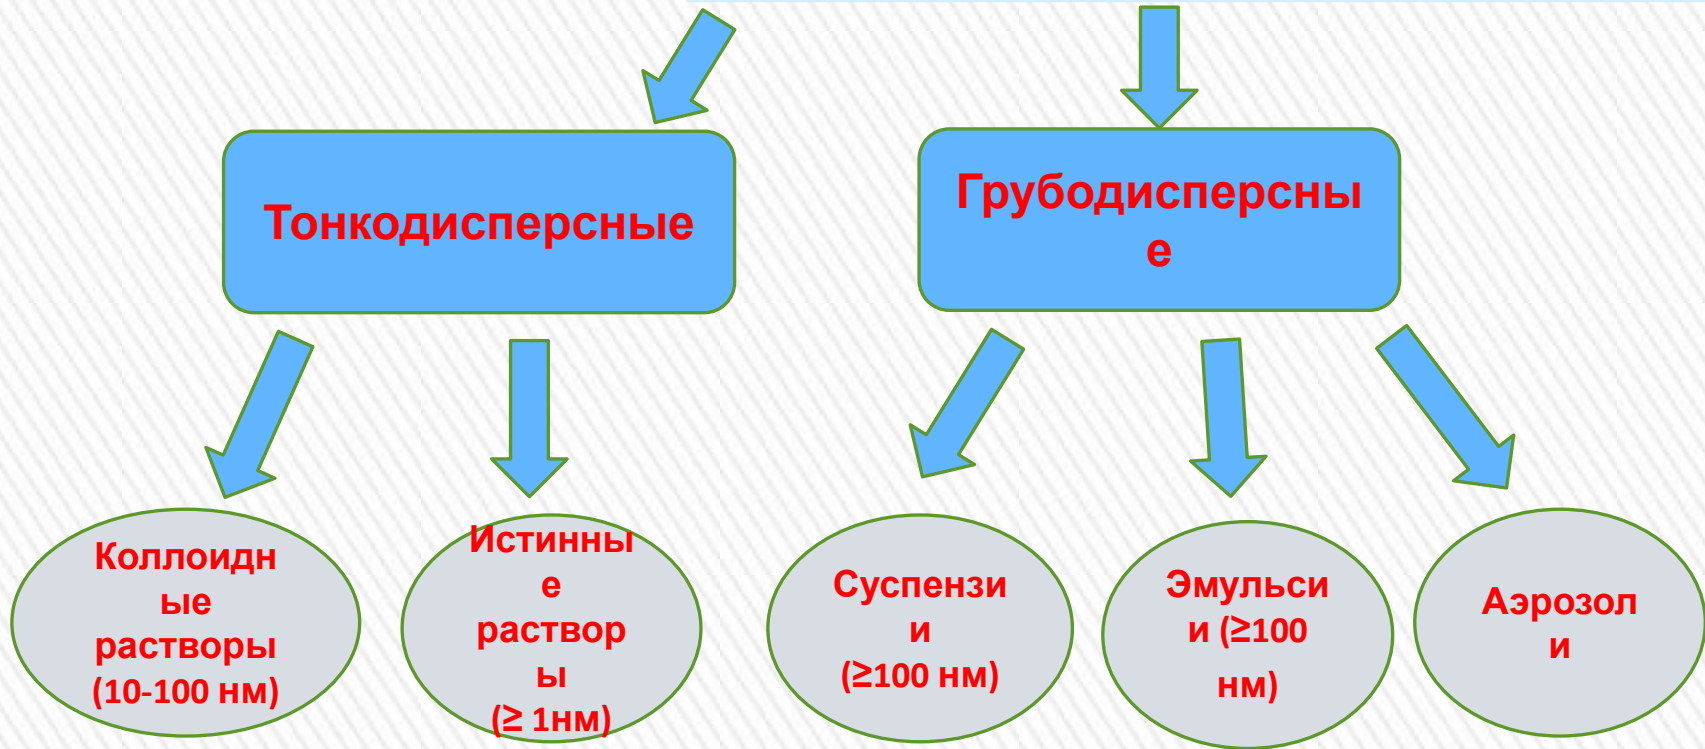 Тонкодисперсные
Грубодисперсны
е
Коллоидн
ые
растворы
(10-100 нм)
Истинны
е
раствор
ы
(≥ 1нм)
Суспензи
и
(≥100 нм)
Эмульси
и (≥100
нм)
Аэрозол
и